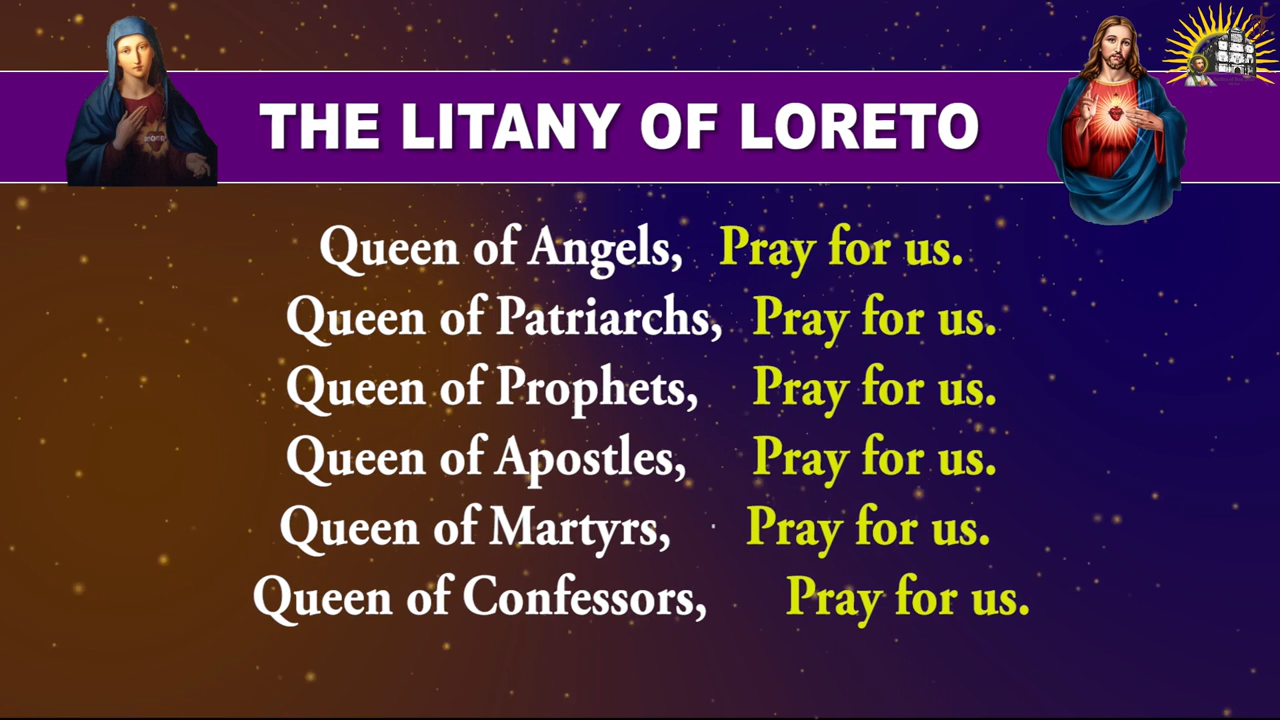 THE LITANY OF LORETO
Queen of Angels, Pray for us.
Queen of Patriarchs, Pray for us.
Queen of Prophets, Pray for us.
Queen of Apostles, Pray for us.
Queen of Martyrs, Pray for us.
Queen of Confessors, Pray for us.